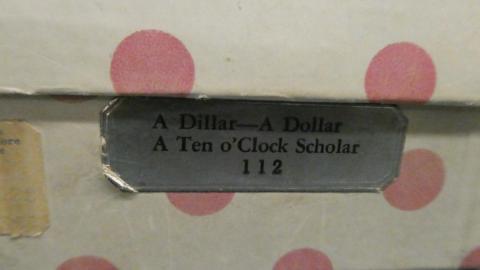 A Dillar—A Dollar
A Ten o'Clock Scholar
112